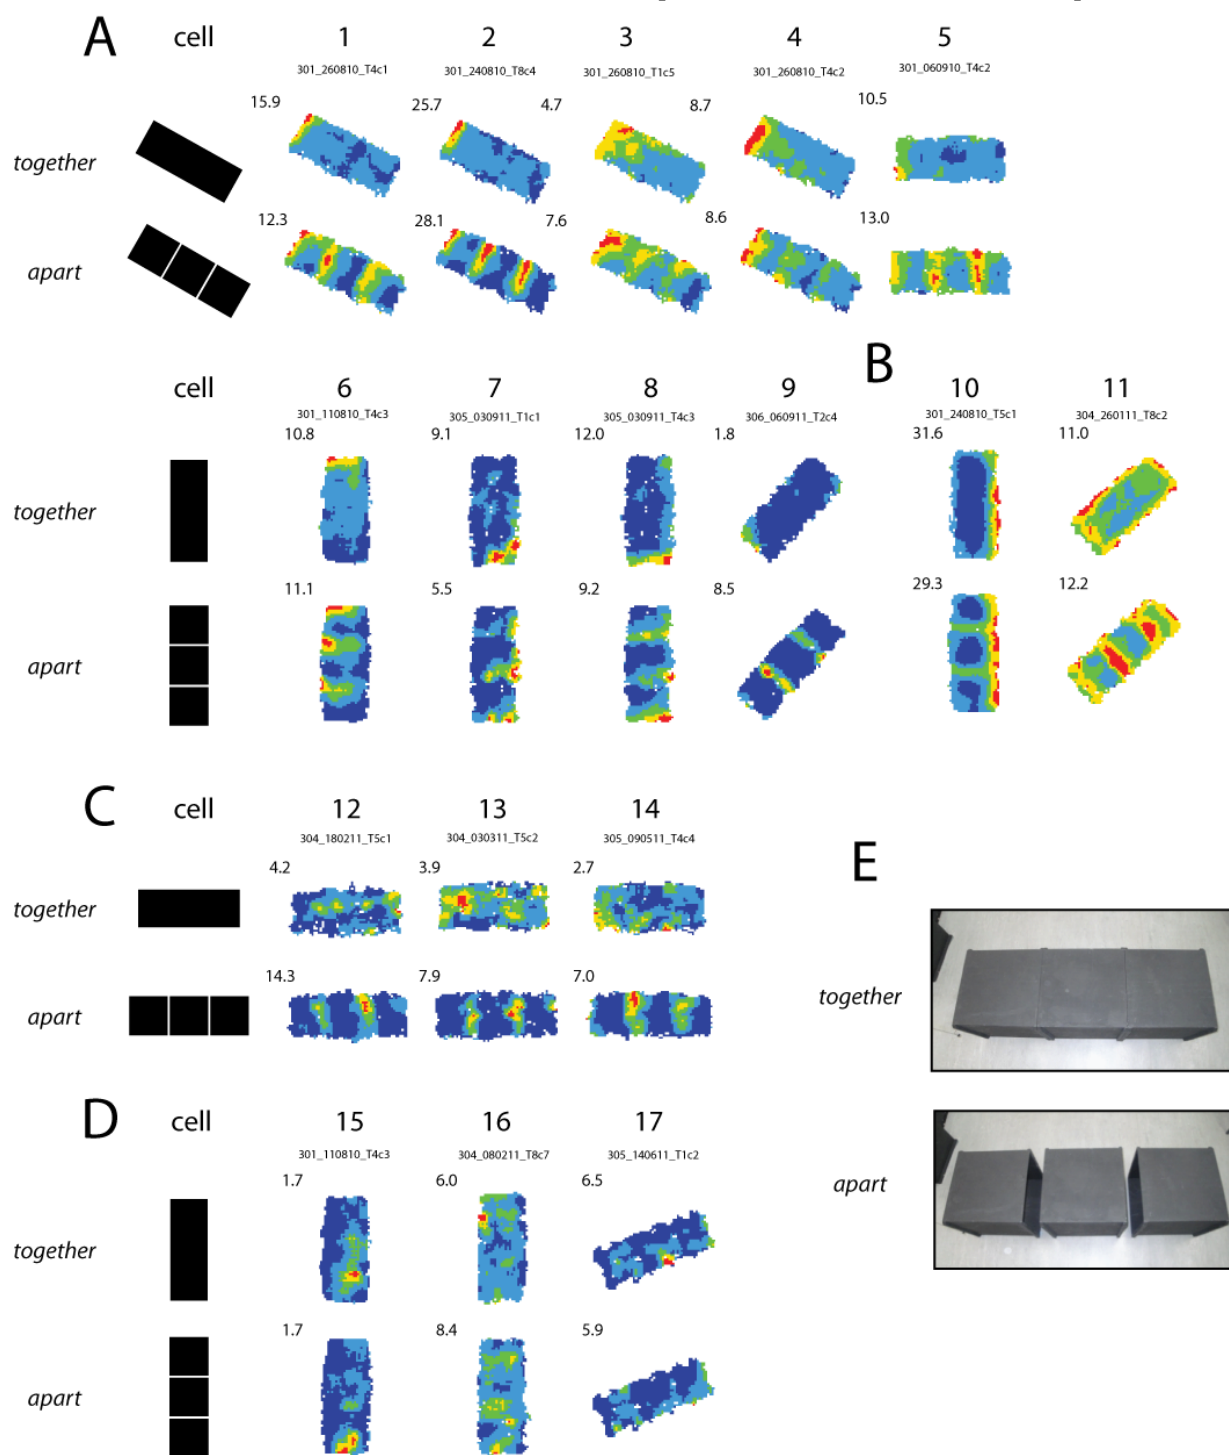 A cell 1 2 3 4 5
301_260810_T4c1 301_240810_T8c4 301_260810_T1c5 301_260810_T4c2 301_060910_T4c2
15.9 25.7 4.7 8.7 10.5
together
12.3 28.1 7.6 8.6 13.0
apart
B
cell 6 7 8 9 10 11
301_110810_T4c3 305_030911_T1c1 305_030911_T4c3 306_060911_T2c4 301_240810_T5c1 304_260111_T8c2
10.8 9.1 12.0 1.8 31.6 11.0
together
11.1 5.5 9.2 8.5 29.3 12.2
apart
C cell 12 13 14
304_180211_T5c1 304_030311_T5c2 305_090511_T4c4
4.2 3.9 2.7
together
14.3 7.9 7.0
apart
E
together
apart
D cell 15 16 17
301_110810_T4c3 304_080211_T8c7 305_140611_T1c2
1.7 6.0 6.5
together
1.7 8.4 5.9
apart